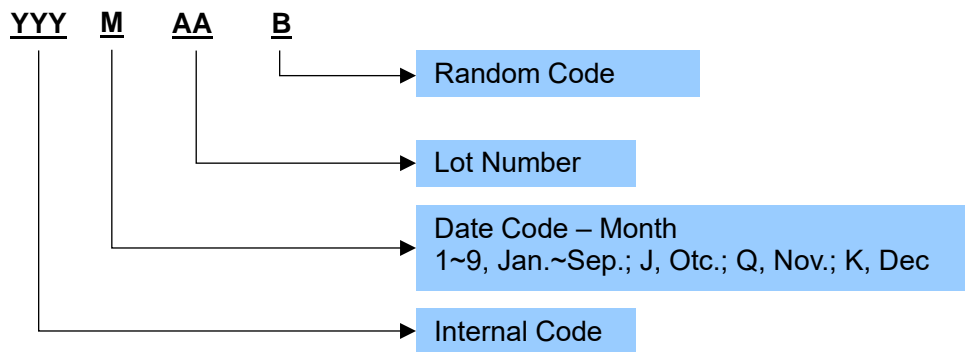 YYY M AA B
Random Code
Lot Number
Date Code – Month
1~9, Jan.~Sep.; J, Otc.; Q, Nov.; K, Dec
Internal Code